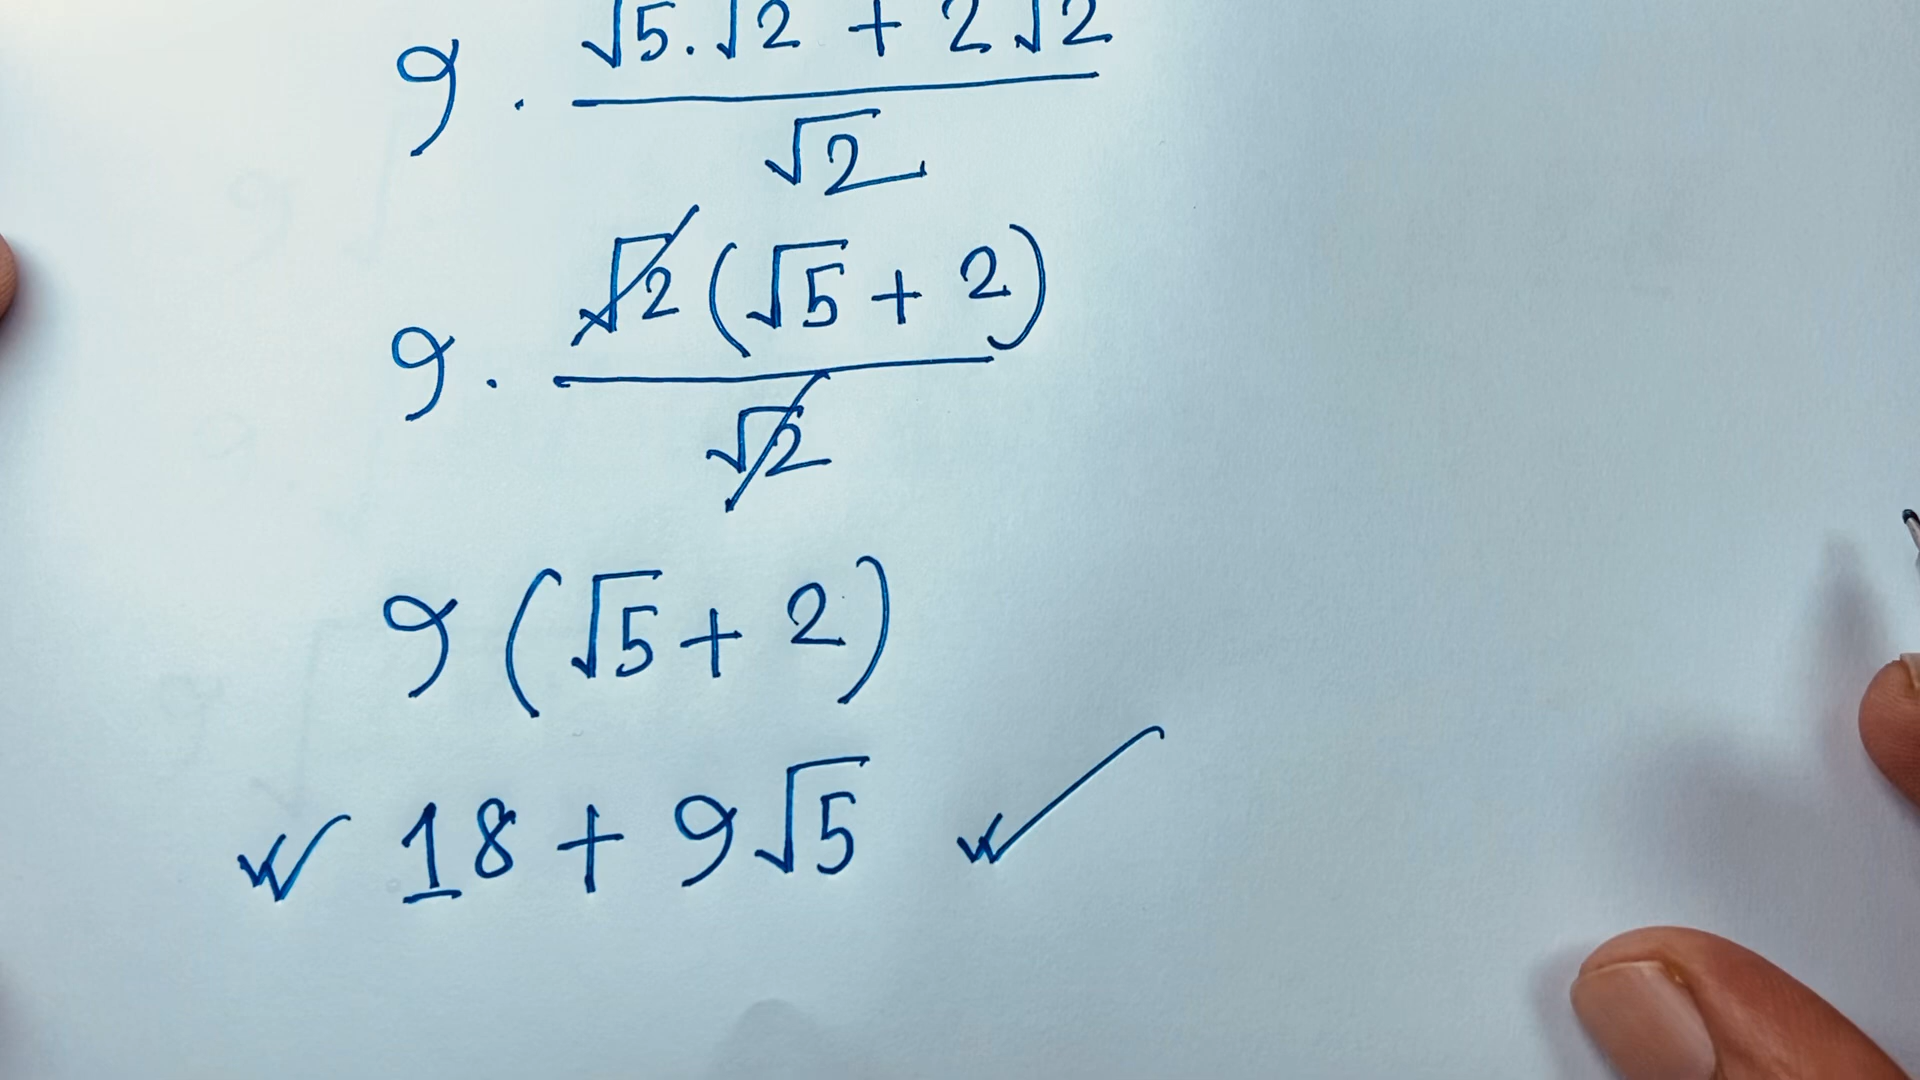 9 . (√5.√2 + 2√2) / √2
9 . √2(√5 + 2) / √2
9 (√5 + 2)
✓ 18 + 9√5 ✓